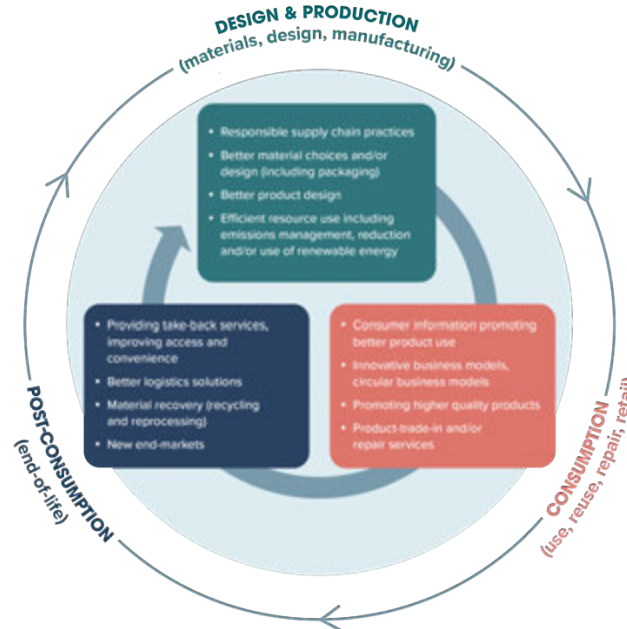 DESIGN & PRODUCTION
(materials, design, manufacturing)
• Responsible supply chain practices
• Better material choices and/or
design (including packaging)
• Better product design
• Efficient resource use including
emissions management, reduction
and/or use of renewable energy
• Providing take-back services,
improving access and
convenience
• Better logistics solutions
• Material recovery (recycling
and reprocessing)
• New end-markets
• Consumer information promoting
better product use
• Innovative business models,
circular business models
• Promoting higher quality products
• Product-trade-in and/or
repair services
POST-CONSUMPTION
(end-of-life)
CONSUMPTION
(use, reuse, repair, retail)